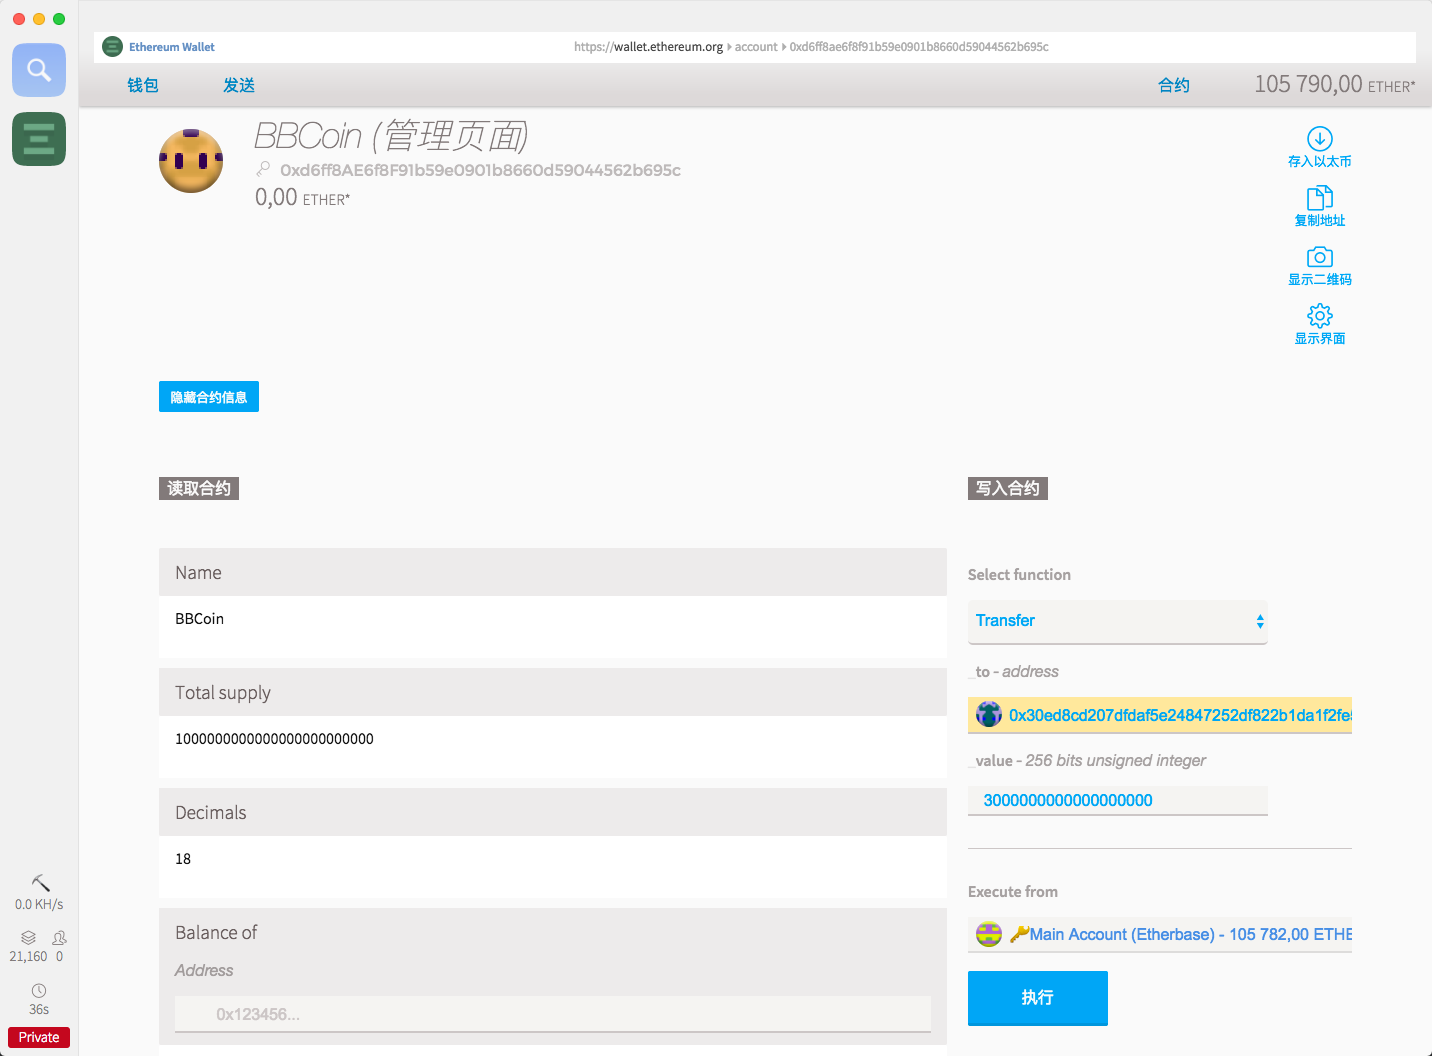 Ethereum Wallet
https://wallet.ethereum.org account 0xd6ff8ae6f8f91b59e0901b8660d59044562b695c
钱包 发送 合约 105 790,00 ETHER*
BBCoin (管理页面)
0xd6ff8AE6f8F91b59e0901b8660d59044562b695c
0,00 ETHER*
存入以太币
复制地址
显示二维码
显示界面
隐藏合约信息
读取合约
Name
BBCoin
Total supply
1000000000000000000000000
Decimals
18
Balance of
Address
0x123456...
写入合约
Select function
Transfer
_to - address
0x30ed8cd207dfdaf5e24847252df822b1da1f2fe5
_value - 256 bits unsigned integer
3000000000000000000
Execute from
Main Account (Etherbase) - 105 782,00 ETHE
执行
0.0 KH/s
21,160 0
36s
Private